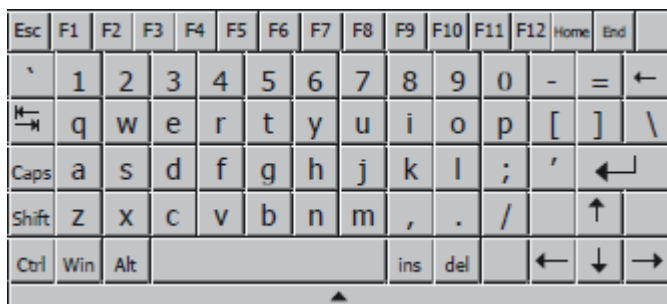 Esc F1 F2 F3 F4 F5 F6 F7 F8 F9 F10 F11 F12 Home End
` 1 2 3 4 5 6 7 8 9 0 - = ←
↹ q w e r t y u i o p [ ] \
Caps a s d f g h j k l ; ′ ↵
Shift z x c v b n m , . / ↑
Ctrl Win Alt ins del ← ↓ →
▲